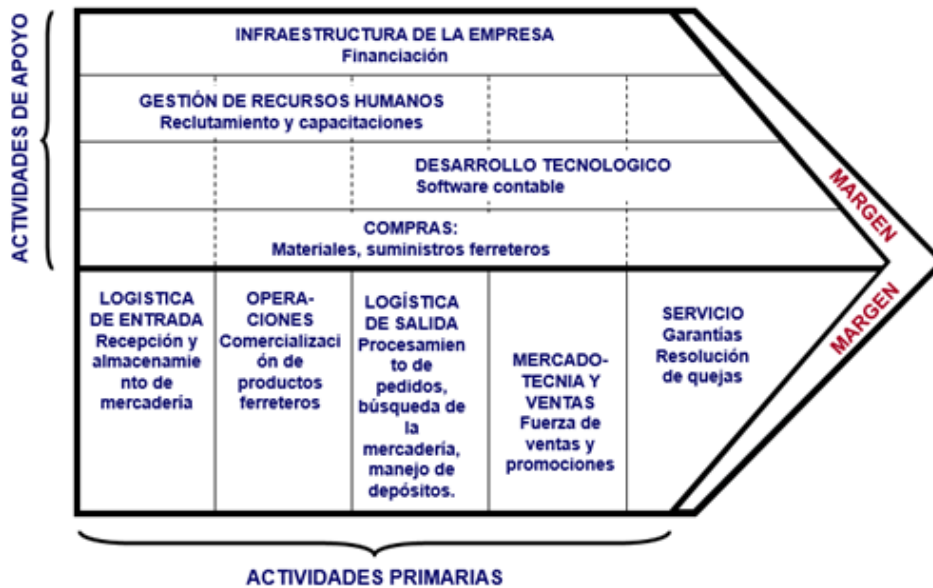 ACTIVIDADES DE APOYO
INFRAESTRUCTURA DE LA EMPRESA
Financiación
GESTIÓN DE RECURSOS HUMANOS
Reclutamiento y capacitaciones
DESARROLLO TECNOLOGICO
Software contable
COMPRAS:
Materiales, suministros ferreteros
MARGEN
MARGEN
LOGISTICA
DE ENTRADA
Recepción y
almacenamie
nto de
mercadería
OPERA-
CIONES
Comercializaci
ón de
productos
ferreteros
LOGÍSTICA
DE SALIDA
Procesamien
to de
pedidos,
búsqueda de
la
mercadería,
manejo de
depósitos.
MERCADO-
TECNIA Y
VENTAS
Fuerza de
ventas y
promociones
SERVICIO
Garantías
Resolución
de quejas
ACTIVIDADES PRIMARIAS